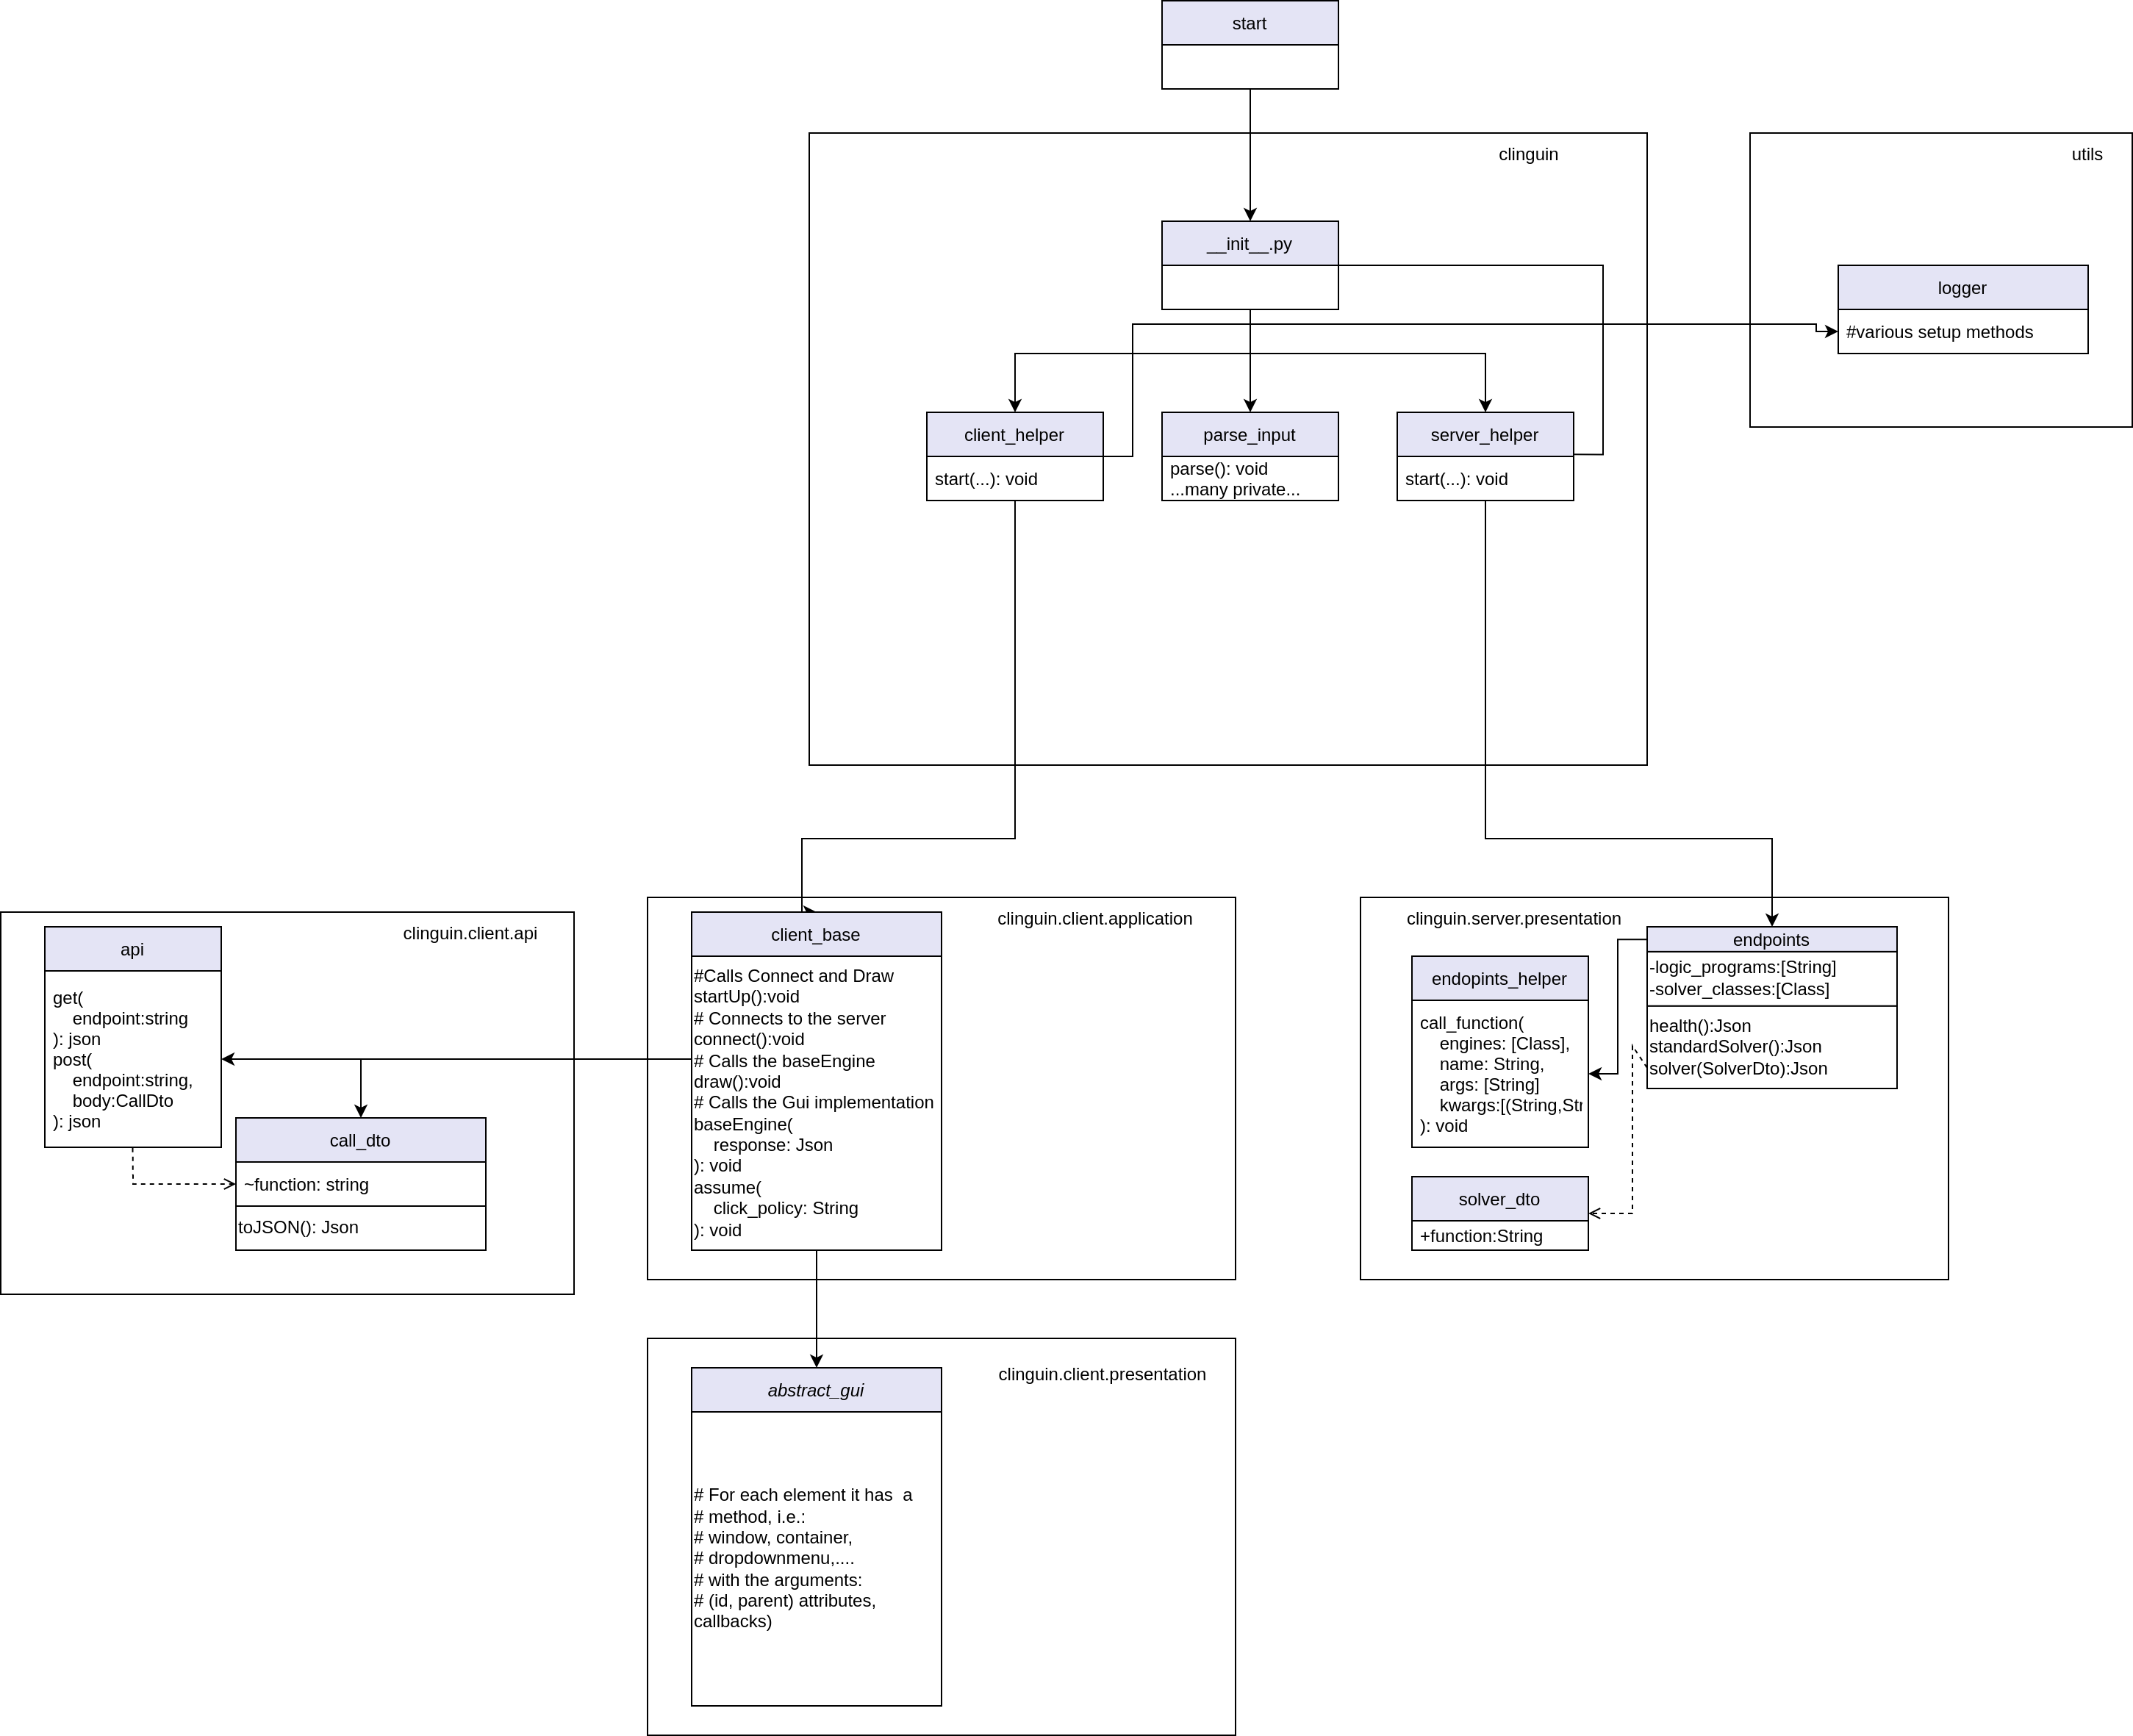 start
clinguin
utils
__init__.py
logger
#various setup methods
client_helper
start(...): void
parse_input
parse(): void
...many private...
server_helper
start(...): void
clinguin.client.api
api
get(
endpoint:string
): json
post(
endpoint:string,
body:CallDto
): json
call_dto
~function: string
toJSON(): Json
clinguin.client.application
client_base
#Calls Connect and Draw
startUp():void
# Connects to the server
connect():void
# Calls the baseEngine
draw():void
# Calls the Gui implementation
baseEngine(
response: Json
): void
assume(
click_policy: String
): void
clinguin.server.presentation
endpoints
-logic_programs:[String]
-solver_classes:[Class]
health():Json
standardSolver():Json
solver(SolverDto):Json
endopints_helper
call_function(
engines: [Class],
name: String,
args: [String]
kwargs:[(String,Str
): void
solver_dto
+function:String
clinguin.client.presentation
abstract_gui
# For each element it has  a
# method, i.e.:
# window, container,
# dropdownmenu,....
# with the arguments:
# (id, parent) attributes,
callbacks)